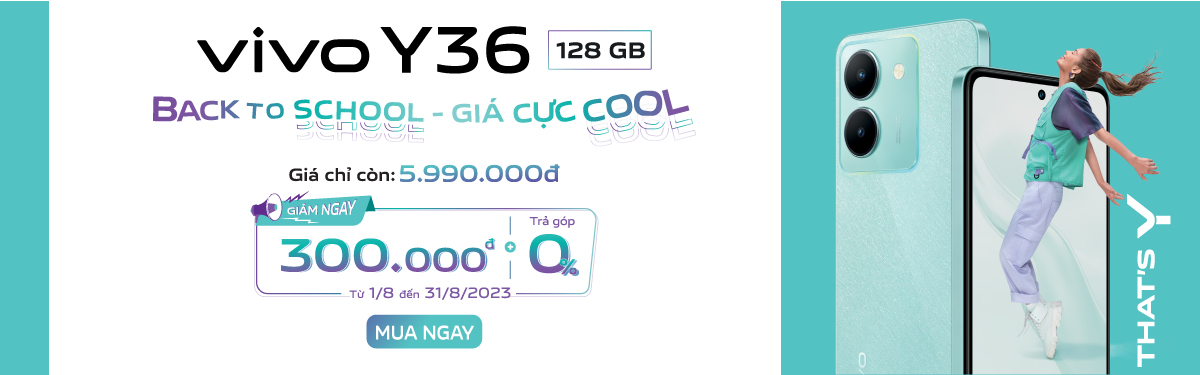 vivo Y36 128 GB
BACK TO SCHOOL - GIÁ CỰC COOL
Giá chỉ còn: 5.990.000đ
GIẢM NGAY
Trả góp
300.000đ + 0%
Từ 1/8 đến 31/8/2023
MUA NGAY
THAT'S Y